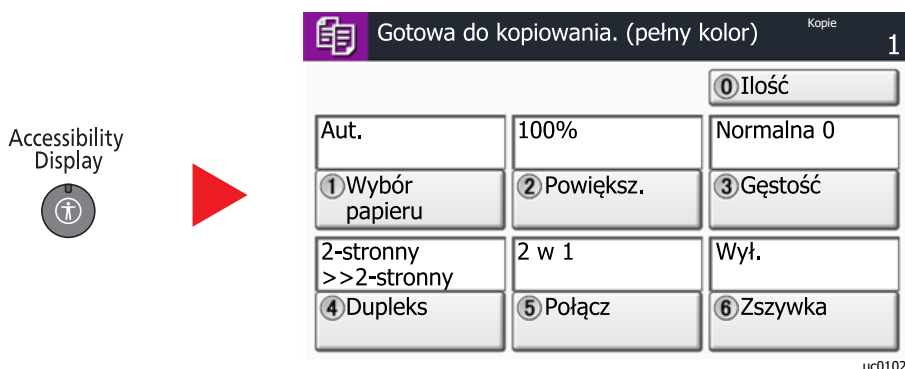 Gotowa do kopiowania. (pełny kolor)
Kopie
1
0 Ilość
Aut.
100%
Normalna 0
Accessibility
Display
1 Wybór
papieru
2 Powiększ.
3 Gęstość
2-stronny
>>2-stronny
2 w 1
Wył.
4 Dupleks
5 Połącz
6 Zszywka
uc0102